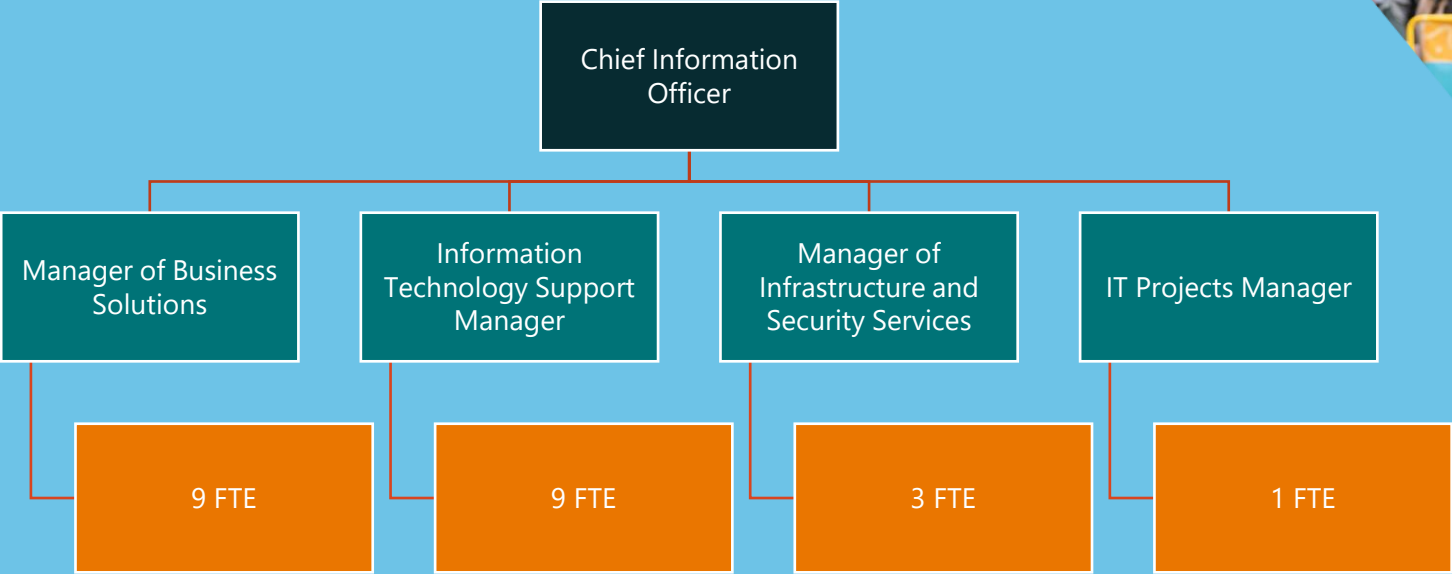 Chief Information
Officer
Manager of Business
Solutions
Information
Technology Support
Manager
Manager of
Infrastructure and
Security Services
IT Projects Manager
9 FTE
9 FTE
3 FTE
1 FTE